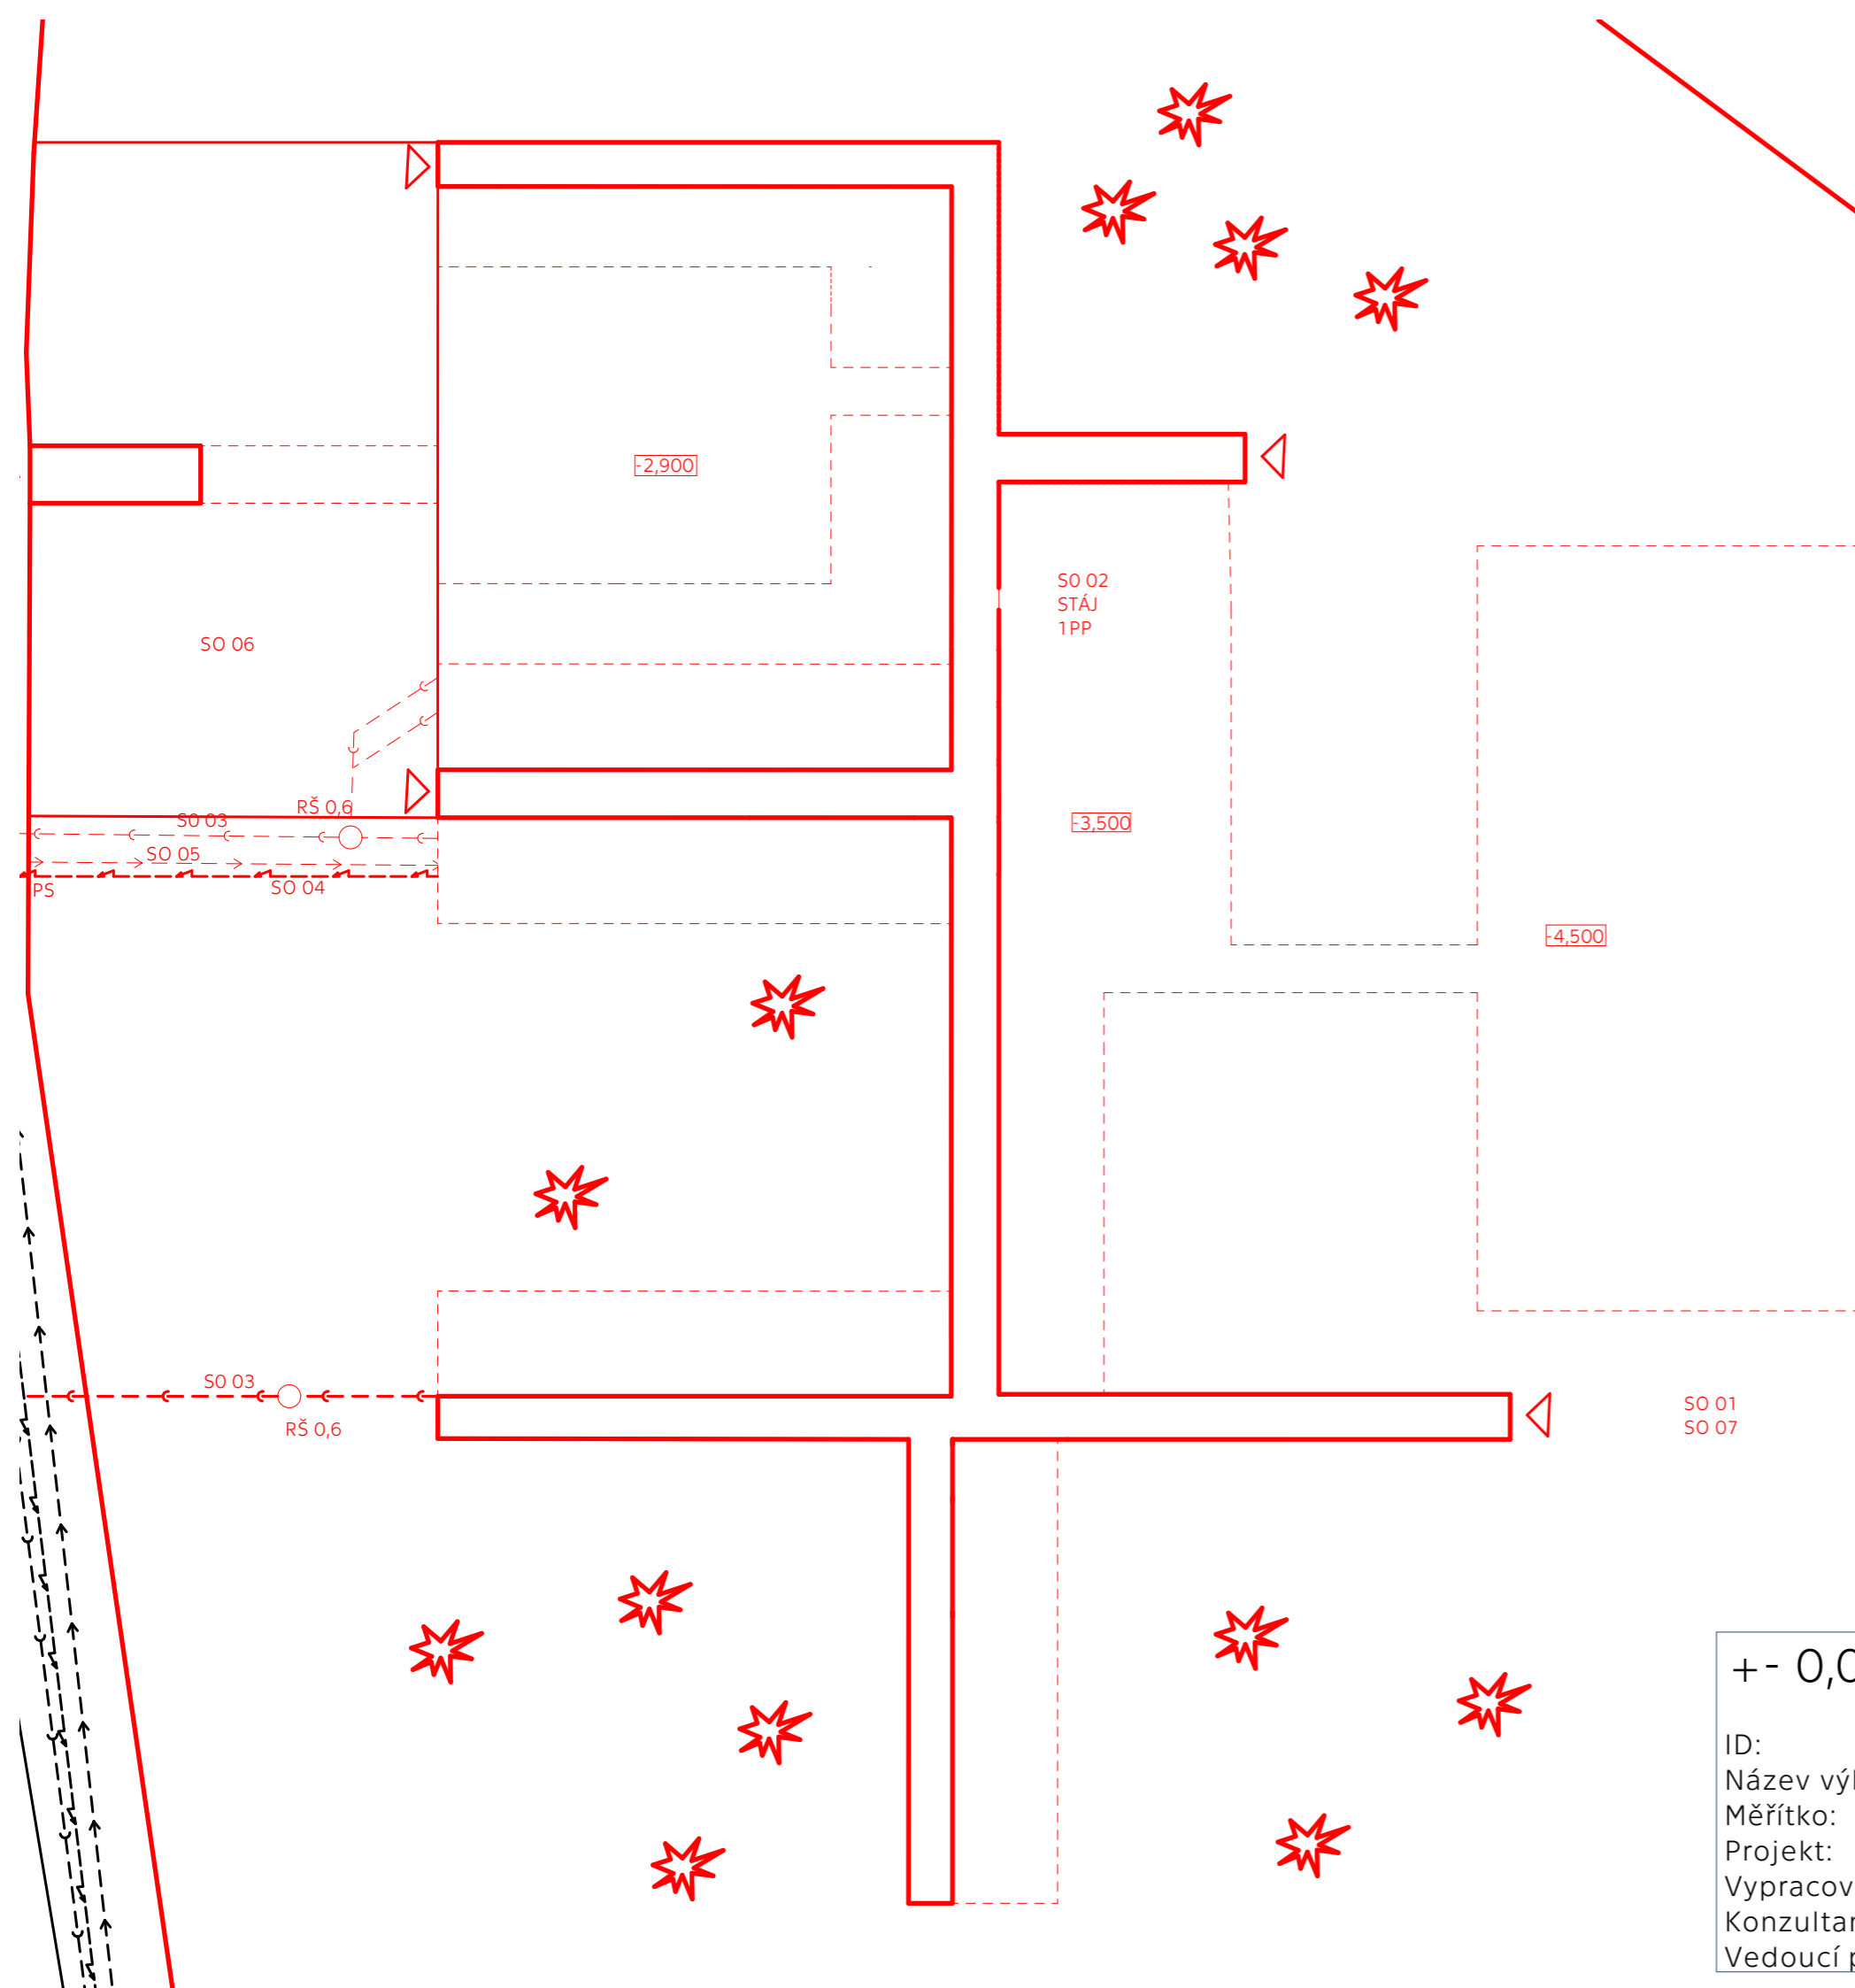 -2,900
SO 02
STÁJ
1PP
SO 06
RŠ 0,6
SO 03
-3,500
SO 05
SO 04
PS
-4,500
SO 03
RŠ 0,6
SO 01
SO 07
+- 0,0
ID:
Název
Měřítko:
Projekt:
Vypracov
Konzultan
Vedoucí